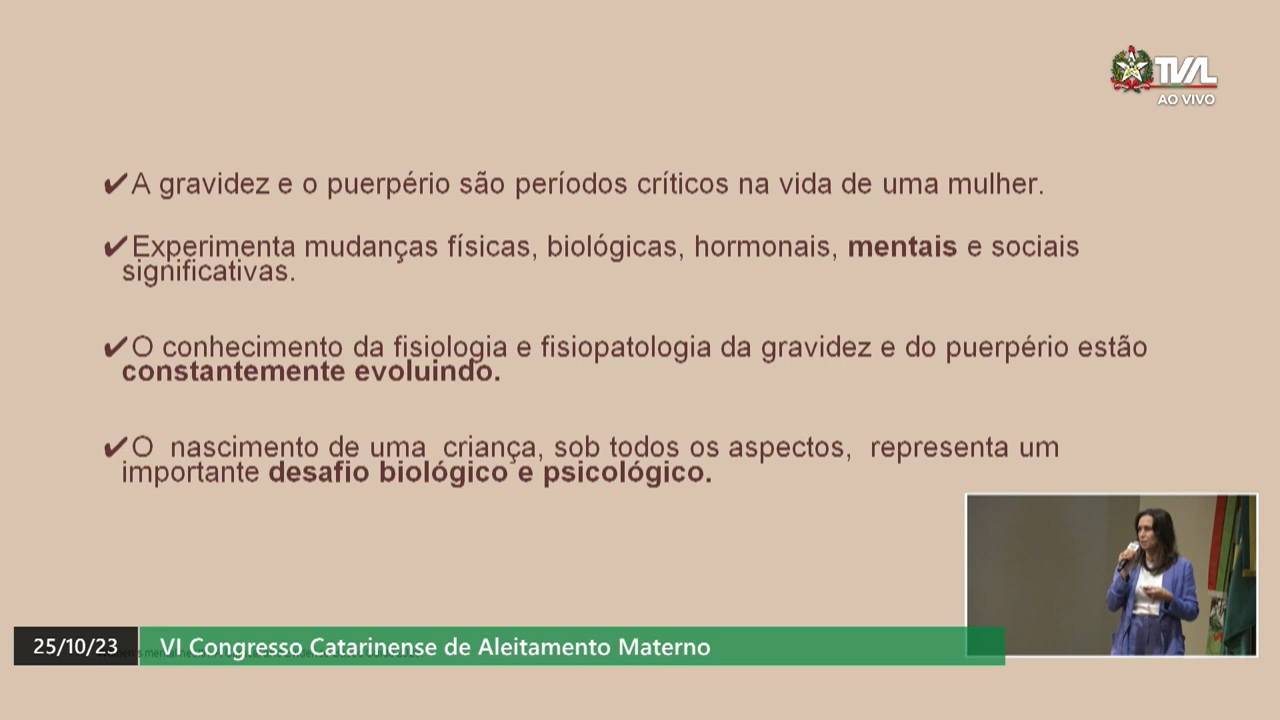 TVAL
AO VIVO
✔A gravidez e o puerpério são períodos críticos na vida de uma mulher.
✔Experimenta mudanças físicas, biológicas, hormonais, mentais e sociais
significativas.
✔O conhecimento da fisiologia e fisiopatologia da gravidez e do puerpério estão
constantemente evoluindo.
✔O nascimento de uma criança, sob todos os aspectos, representa um
importante desafio biológico e psicológico.
25/10/23 VI Congresso Catarinense de Aleitamento Materno